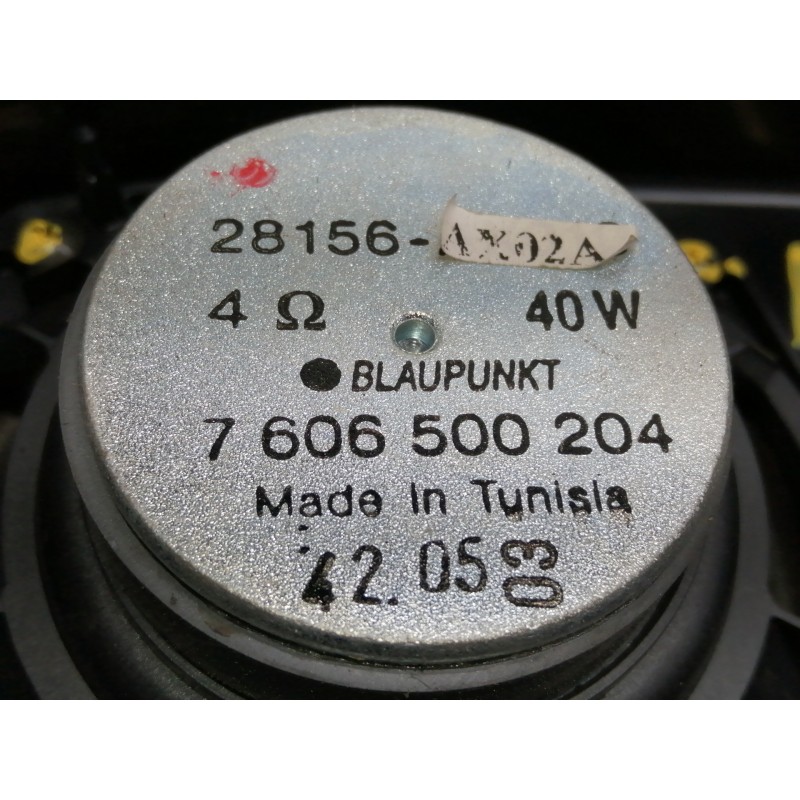 28156-AX02A
4 Ω 40 W
BLAUPUNKT
7 606 500 204
Made In Tunisia
42.05 03